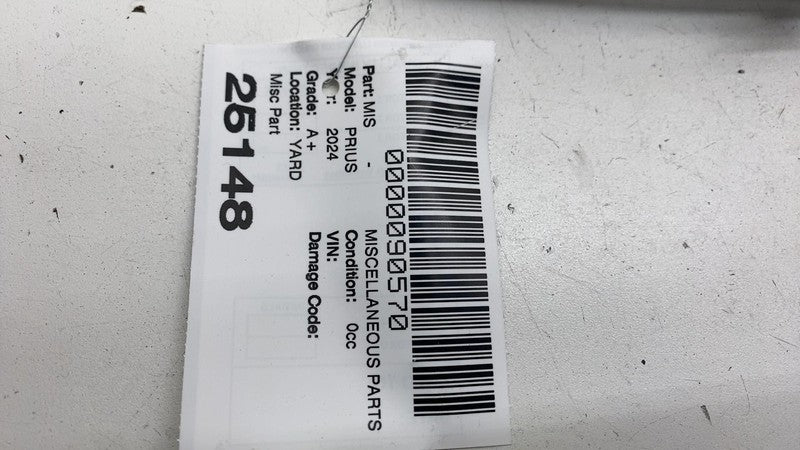 0000090570
Part: MIS - MISCELLANEOUS PARTS
Model: PRIUS Condition: 0cc
2024 VIN:
Grade: A+ Damage Code:
Location: YARD
Misc Part
25148